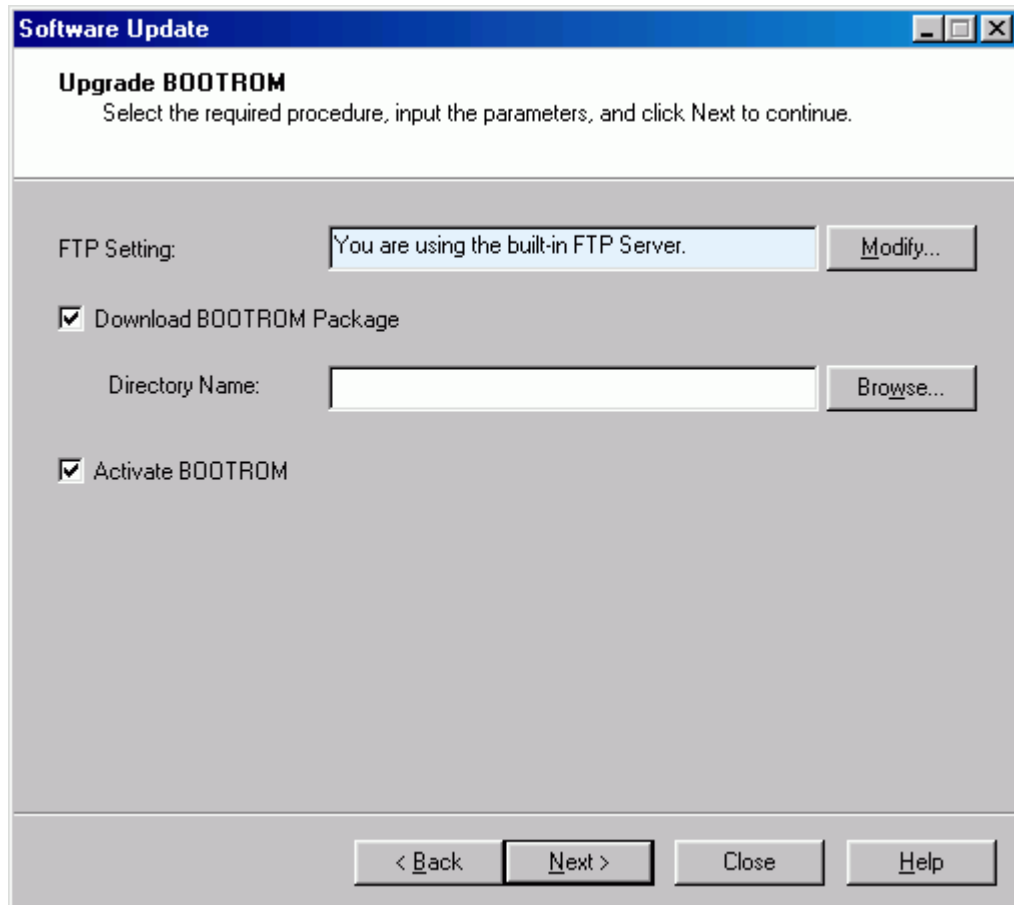 Software Update
Upgrade BOOTROM
Select the required procedure, input the parameters, and click Next to continue.
FTP Setting:
You are using the built-in FTP Server.
Modify...
Download BOOTROM Package
Directory Name:
Browse...
Activate BOOTROM
< Back
Next >
Close
Help